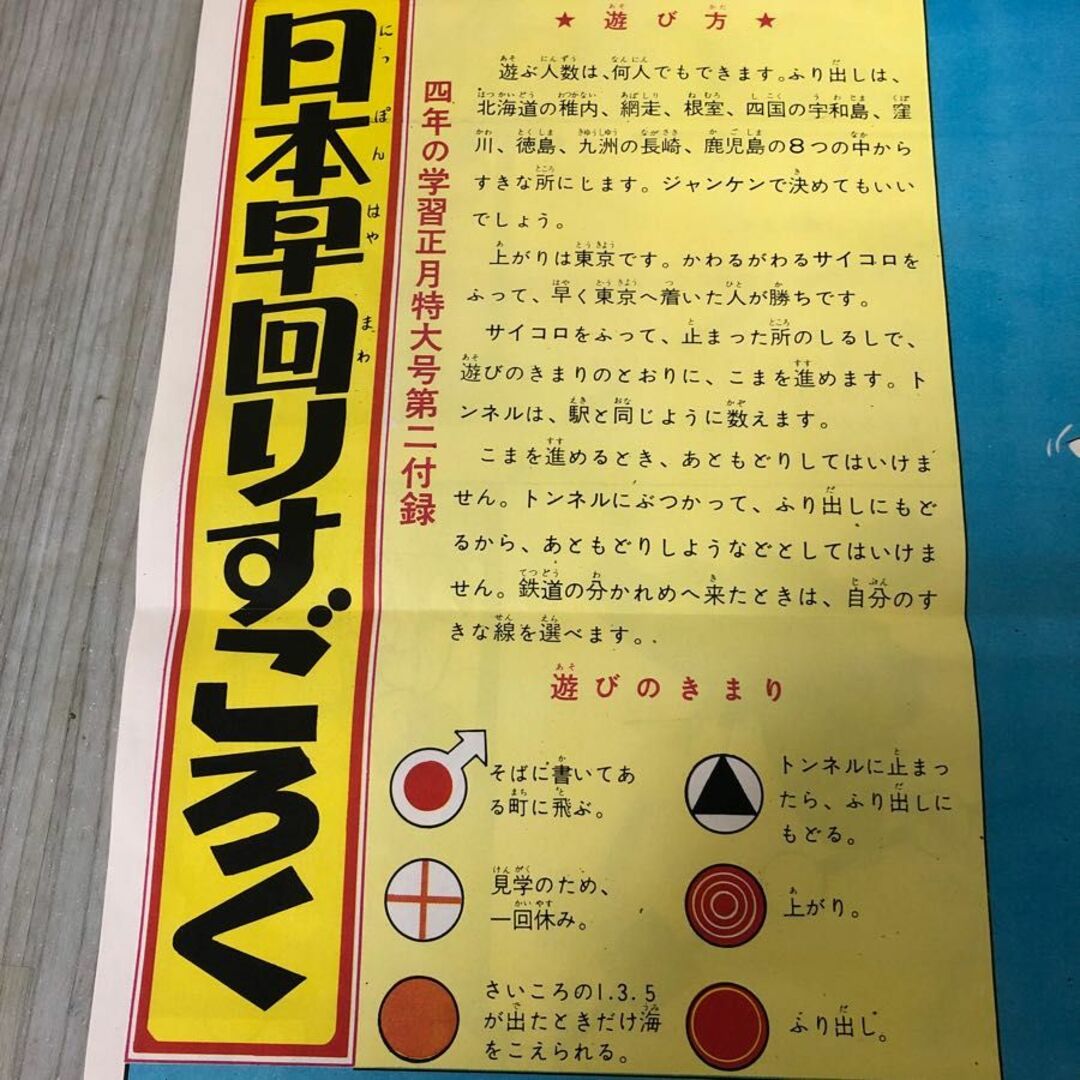 日本早回りすごろく
にっぽんはやまわ
四年の学習正月特大号第二付録
★遊び方★
遊ぶ人数は、何人でもできます。ふり出しは、
北海道の稚内、網走、根室、四国の宇和島、窪
川、徳島、九洲の長崎、鹿児島の8つの中から
すきな所にします。ジャンケンで決めてもいい
でしょう。
上がりは東京です。かわるがわるサイコロを
ふって、早く東京へ着いた人が勝ちです。
サイコロをふって、止まった所のしるしで、
遊びのきまりのとおりに、こまを進めます。ト
ンネルは、駅と同じように数えます。
こまを進めるとき、あともどりしてはいけま
せん。トンネルにぶつかって、ふり出しにもど
るから、あともどりしようなどとしてはいけま
せん。鉄道の分かれめへ来たときは、自分のす
きな線を選べます。
遊びのきまり
そばに書いてあ
る町に飛ぶ。
トンネルに止まっ
たら、ふり出しに
もどる。
見学のため、
一回休み。
上がり。
さいころの1.3.5
が出たときだけ海
をこえられる。
ふり出し。